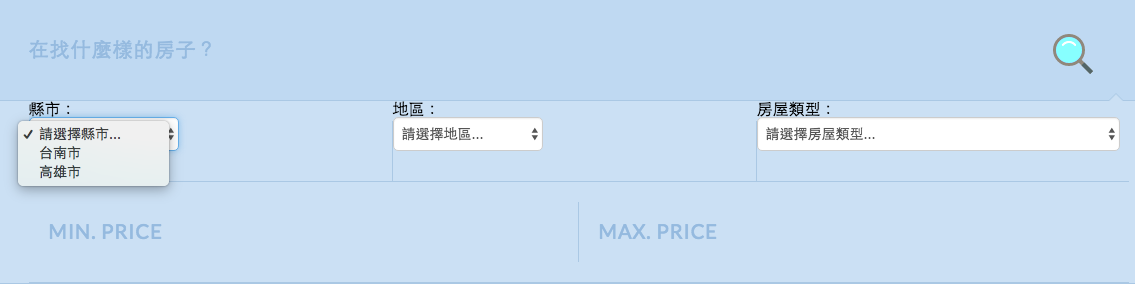 在找什麼樣的房子？
縣市：
地區：
房屋類型：
✓ 請選擇縣市...
請選擇地區...
請選擇房屋類型...
台南市
高雄市
MIN. PRICE
MAX. PRICE